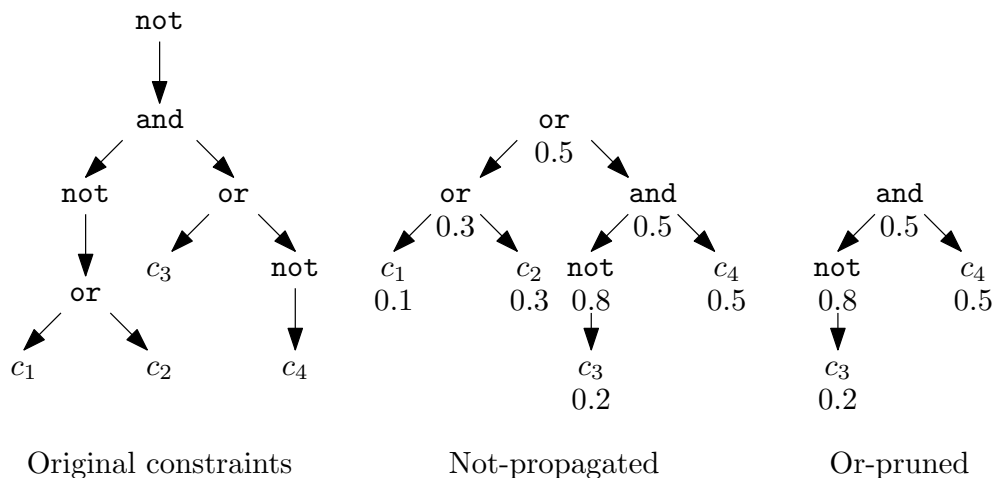 not
and
not or
or
c3 not
c1 c2 c4
Original constraints
or
0.5
or and
0.3 0.5
c1 c2 not c4
0.1 0.3 0.8 0.5
c3
0.2
Not-propagated
and
0.5
not c4
0.8 0.5
c3
0.2
Or-pruned